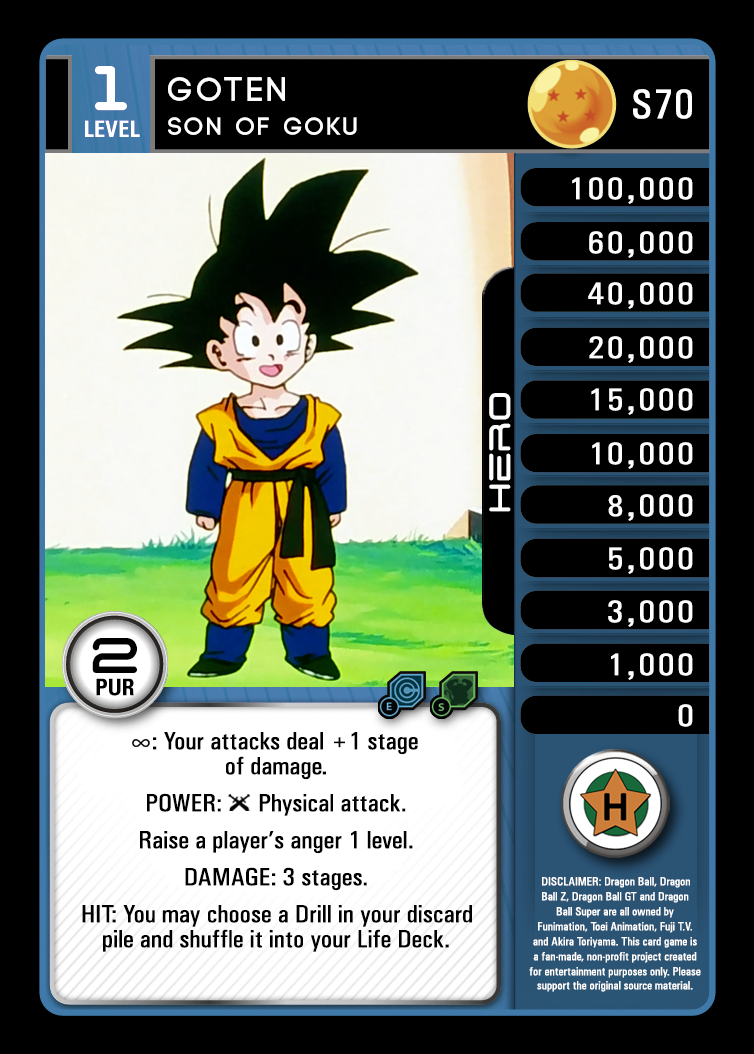 1
LEVEL
GOTEN
SON OF GOKU
S70
100,000
60,000
40,000
20,000
15,000
10,000
8,000
5,000
3,000
1,000
0
HERO
2
PUR
E
S
∞: Your attacks deal +1 stage
of damage.
POWER: Physical attack.
Raise a player's anger 1 level.
DAMAGE: 3 stages.
HIT: You may choose a Drill in your discard
pile and shuffle it into your Life Deck.
H
DISCLAIMER: Dragon Ball, Dragon
Ball Z, Dragon Ball GT and Dragon
Ball Super are all owned by
Funimation, Toei Animation, Fuji T.V.
and Akira Toriyama. This card game is
a fan-made, non-profit project created
for entertainment purposes only. Please
support the original source material.